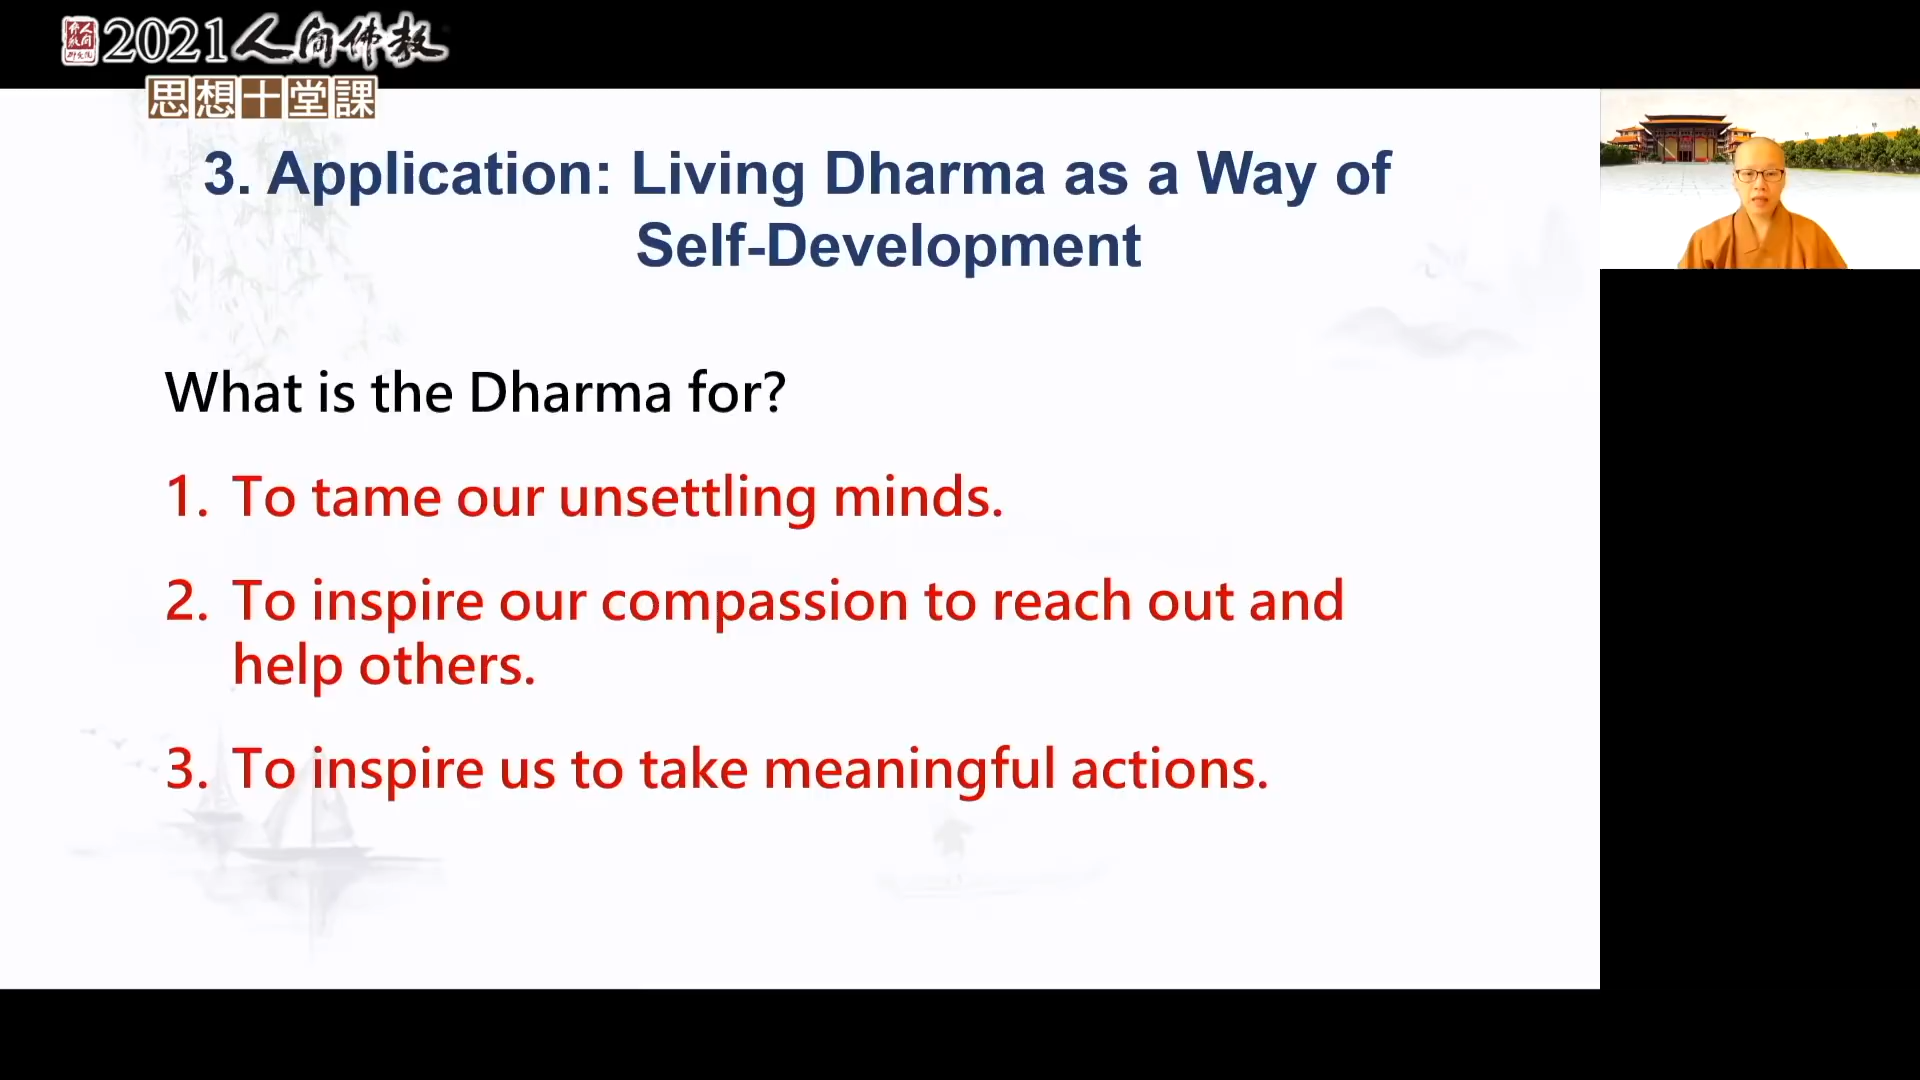 2021人間佛教
思想十堂課
3. Application: Living Dharma as a Way of
Self-Development
What is the Dharma for?
1. To tame our unsettling minds.
2. To inspire our compassion to reach out and
help others.
3. To inspire us to take meaningful actions.